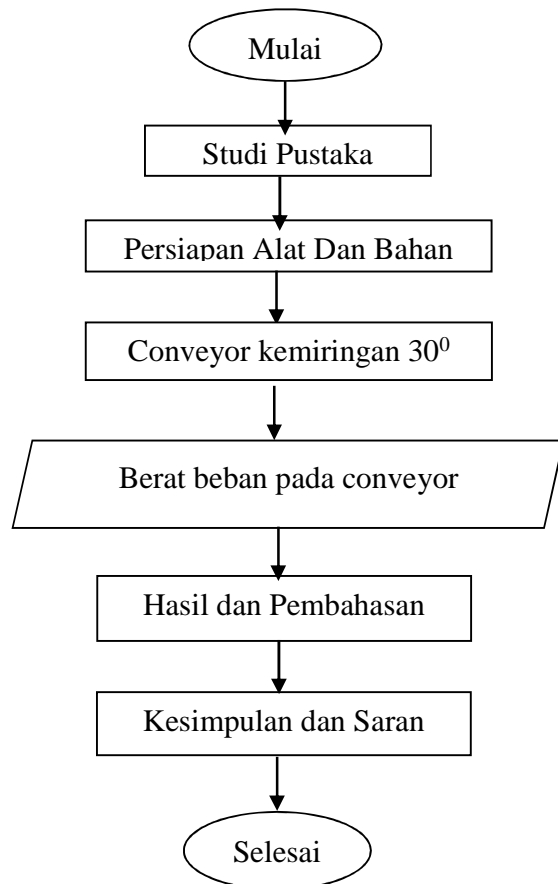 Mulai
Studi Pustaka
Persiapan Alat Dan Bahan
Conveyor kemiringan 30⁰
Berat beban pada conveyor
Hasil dan Pembahasan
Kesimpulan dan Saran
Selesai